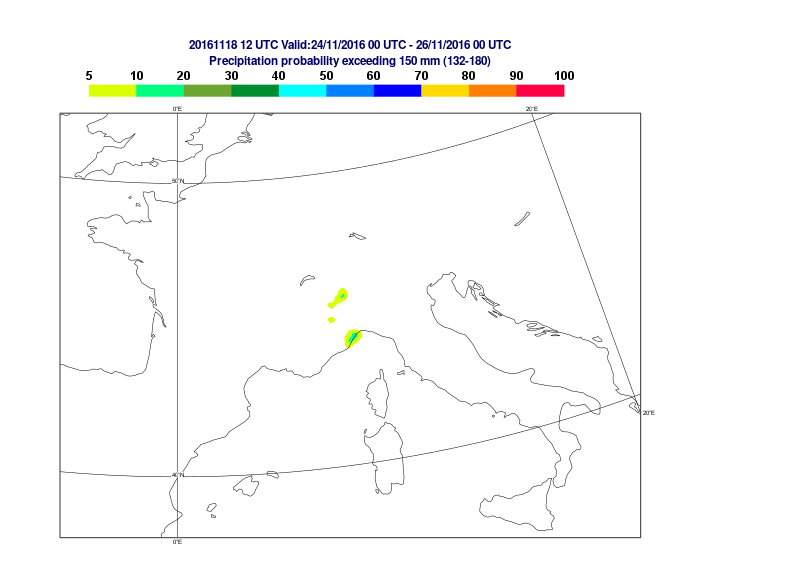 20161118 12 UTC Valid:24/11/2016 00 UTC - 26/11/2016 00 UTC
Precipitation probability exceeding 150 mm (132-180)
5 10 20 30 40 50 60 70 80 90 100
0°E 20°E
50°N
20°E
40°N
0°E